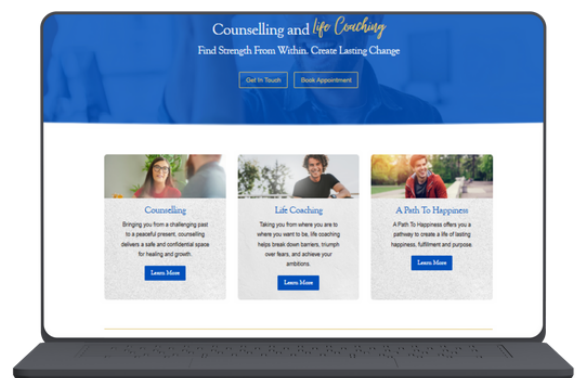 Counselling and life Coaching
Find Strength From Within. Create Lasting Change
Get In Touch
Book Appointment
Counselling
Bringing you from a challenging past
to a peaceful present, counselling
delivers a safe and confidential space
for healing and growth.
Learn More
Life Coaching
Taking you from where you are to
where you want to be, life coaching
helps break down barriers, triumph
over fears, and achieve your
ambitions.
Learn More
A Path To Happiness
A Path To Happiness offers you a
pathway to create a life of lasting
happiness, fulfillment and purpose.
Learn More